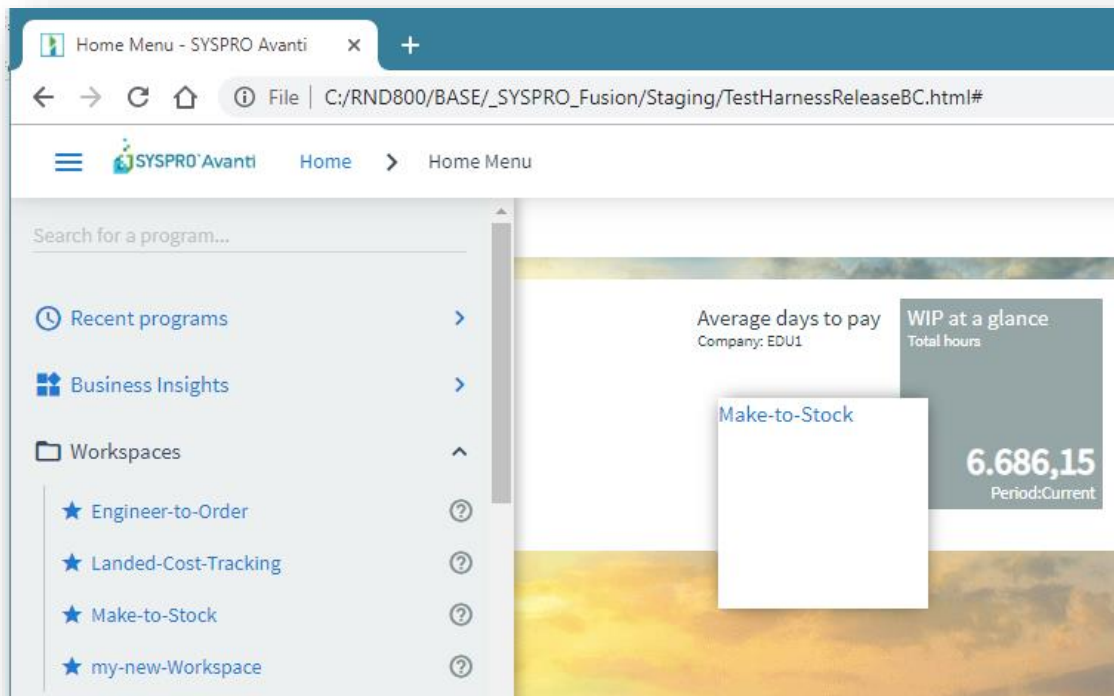 Home Menu - SYSPRO Avanti
File | C:/RND800/BASE/_SYSPRO_Fusion/Staging/TestHarnessReleaseBC.html#
SYSPRO Avanti Home > Home Menu
Search for a program...
Recent programs
Business Insights
Workspaces
Engineer-to-Order
Landed-Cost-Tracking
Make-to-Stock
my-new-Workspace
Average days to pay
Company: EDU1
WIP at a glance
Total hours
Make-to-Stock
6.686,15
Period:Current